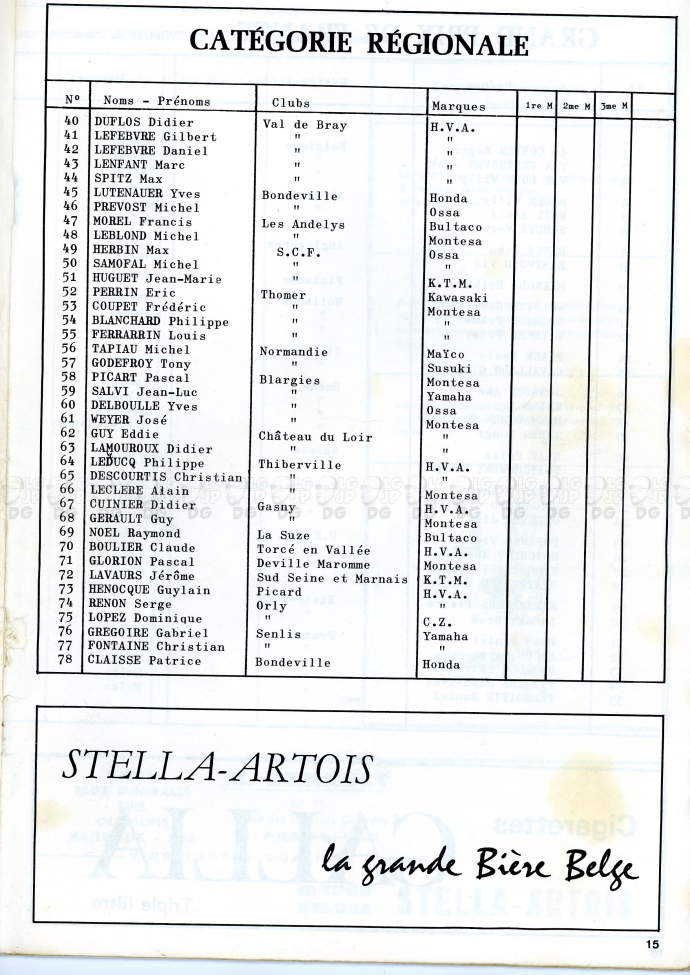 CATÉGORIE RÉGIONALE
N° Noms – Prénoms Clubs Marques 1re M 2me M 3me M
40 DUFLOS Didier Val de Bray H.V.A.
41 LEFEBVRE Gilbert " "
42 LEFEBVRE Daniel " "
43 LENFANT Marc " "
44 SPITZ Max " "
45 LUTENAUER Yves Bondeville Honda
46 PREVOST Michel " Ossa
47 MOREL Francis Les Andelys Bultaco
48 LEBLOND Michel " Montesa
49 HERBIN Max S.C.F. Ossa
50 SAMOFAL Michel " "
51 HUGUET Jean-Marie " K.T.M.
52 PERRIN Eric Thomer Kawasaki
53 COUPET Frédéric " Montesa
54 BLANCHARD Philippe " "
55 FERRARRIN Louis " "
56 TAPIAU Michel Normandie Maïco
57 GODEFROY Tony " Susuki
58 PICART Pascal Blargies Montesa
59 SALVI Jean-Luc " Yamaha
60 DELBOULLE Yves " Ossa
61 WEYER José " Montesa
62 GUY Eddie Château du Loir "
63 LAMOUROUX Didier " "
64 LEDUCQ Philippe Thiberville H.V.A.
65 DESCOURTIS Christian " "
66 LECLERE Alain " Montesa
67 CUINIER Didier Gasny H.V.A.
68 GERAULT Guy " Montesa
69 NOEL Raymond La Suze Bultaco
70 BOULIER Claude Torcé en Vallée H.V.A.
71 GLORION Pascal Deville Maromme Montesa
72 LAVAURS Jérôme Sud Seine et Marnais K.T.M.
73 HENOCQUE Guylain Picard H.V.A.
74 RENON Serge Orly "
75 LOPEZ Dominique " C.Z.
76 GREGOIRE Gabriel Senlis Yamaha
77 FONTAINE Christian " "
78 CLAISSE Patrice Bondeville Honda
STELLA-ARTOIS
la grande Bière Belge
15